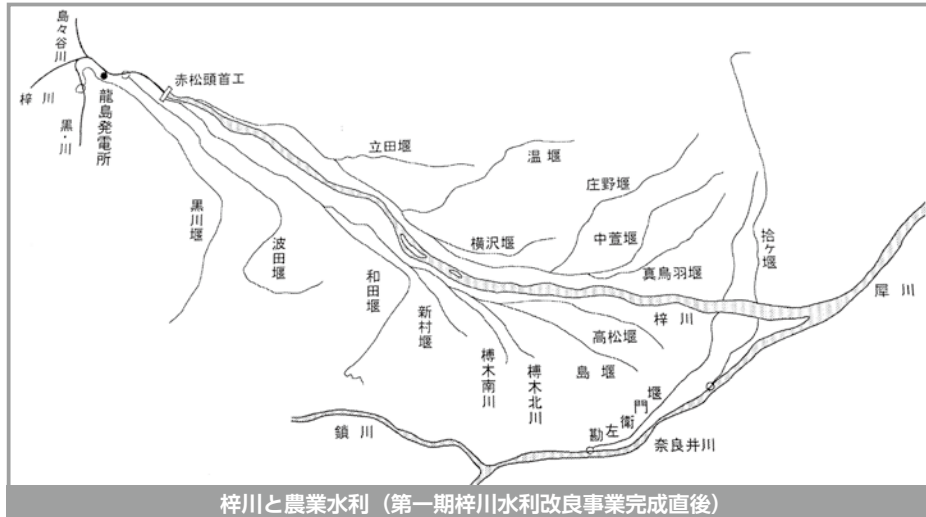 島々谷川
梓川
黒・川
龍島発電所
赤松頭首工
立田堰
温堰
庄野堰
横沢堰
中萱堰
真鳥羽堰
拾ケ堰
犀川
黒川堰
波田堰
和田堰
新村堰
榑木南川
榑木北川
島堰
高松堰
梓川
勘左衛門堰
奈良井川
鎖川
梓川と農業水利（第一期梓川水利改良事業完成直後）